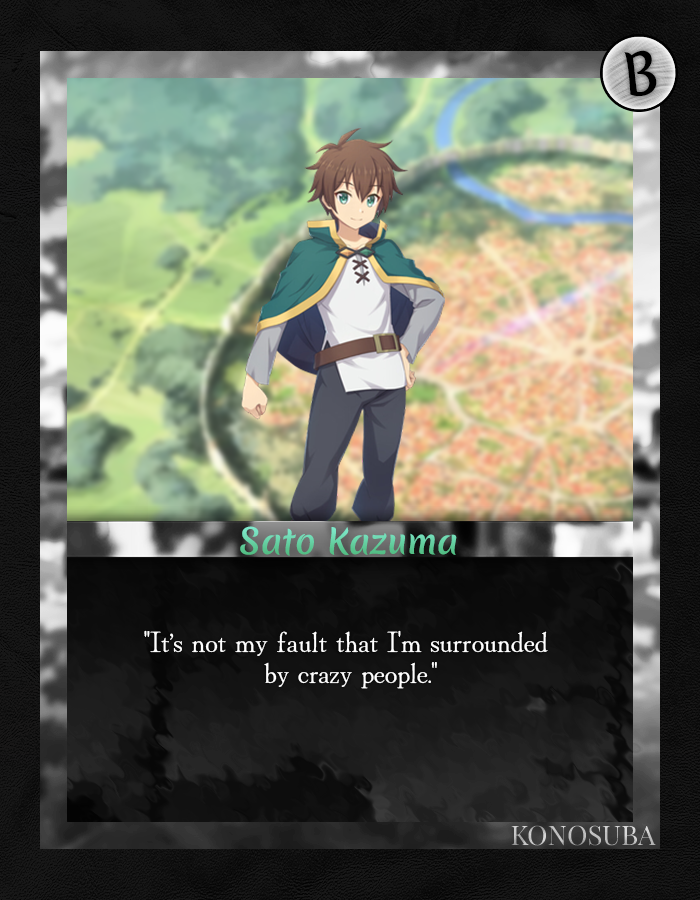 B
Sato Kazuma
"It's not my fault that I'm surrounded
by crazy people."
KONOSUBA